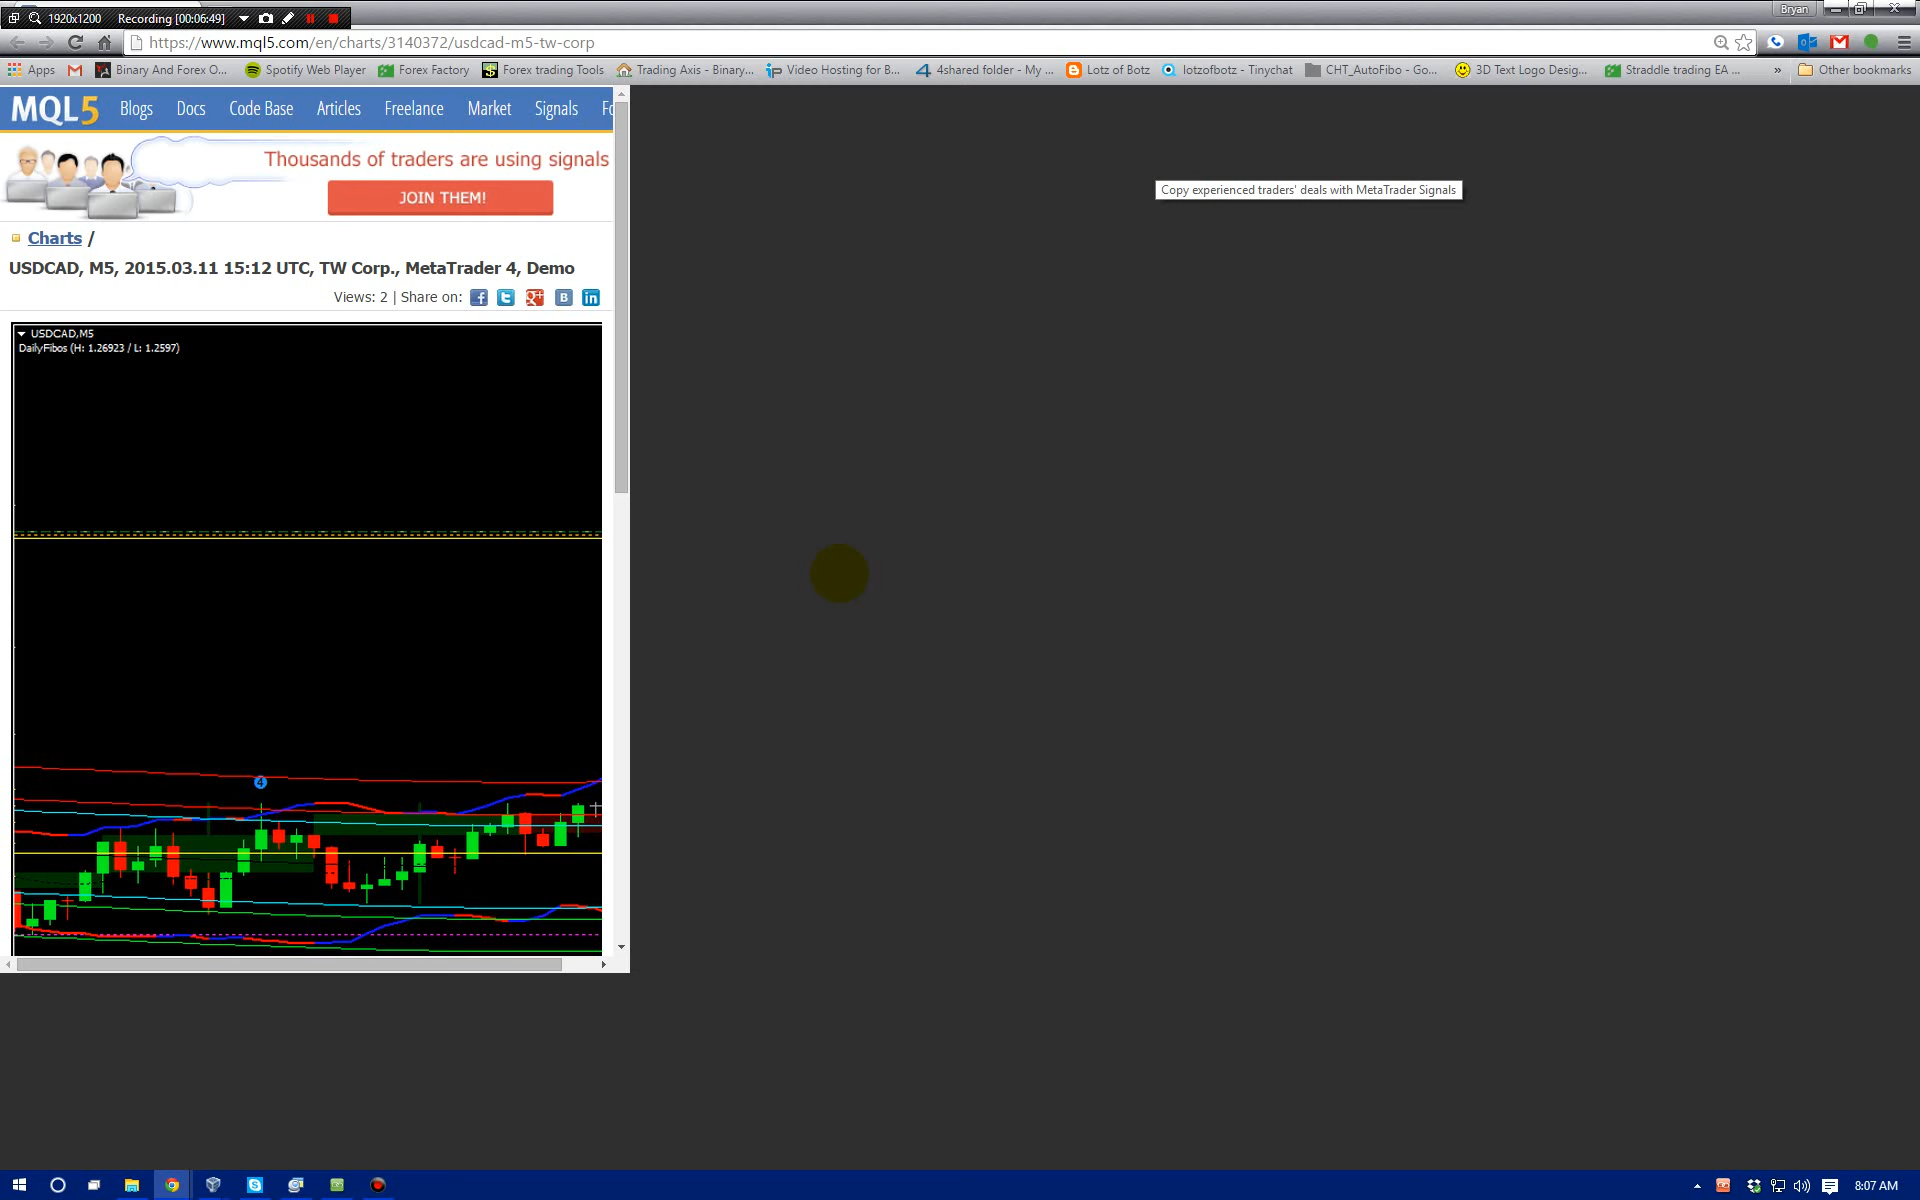 1920x1200 Recording [00:06:49]
Bryan
https://www.mql5.com/en/charts/3140372/usdcad-m5-tw-corp
Apps Binary And Forex O... Spotify Web Player Forex Factory Forex trading Tools Trading Axis - Binary... Video Hosting for B... 4shared folder - My ... Lotz of Botz lotzofbotz - Tinychat CHT_AutoFibo - Go... 3D Text Logo Desig... Straddle trading EA ... » Other bookmarks
MQL5 Blogs Docs Code Base Articles Freelance Market Signals Fo
Thousands of traders are using signals
JOIN THEM!
Copy experienced traders' deals with MetaTrader Signals
Charts /
USDCAD, M5, 2015.03.11 15:12 UTC, TW Corp., MetaTrader 4, Demo
Views: 2 | Share on:
USDCAD,M5
DailyFibos (H: 1.26923 / L: 1.2597)
4
8:07 AM